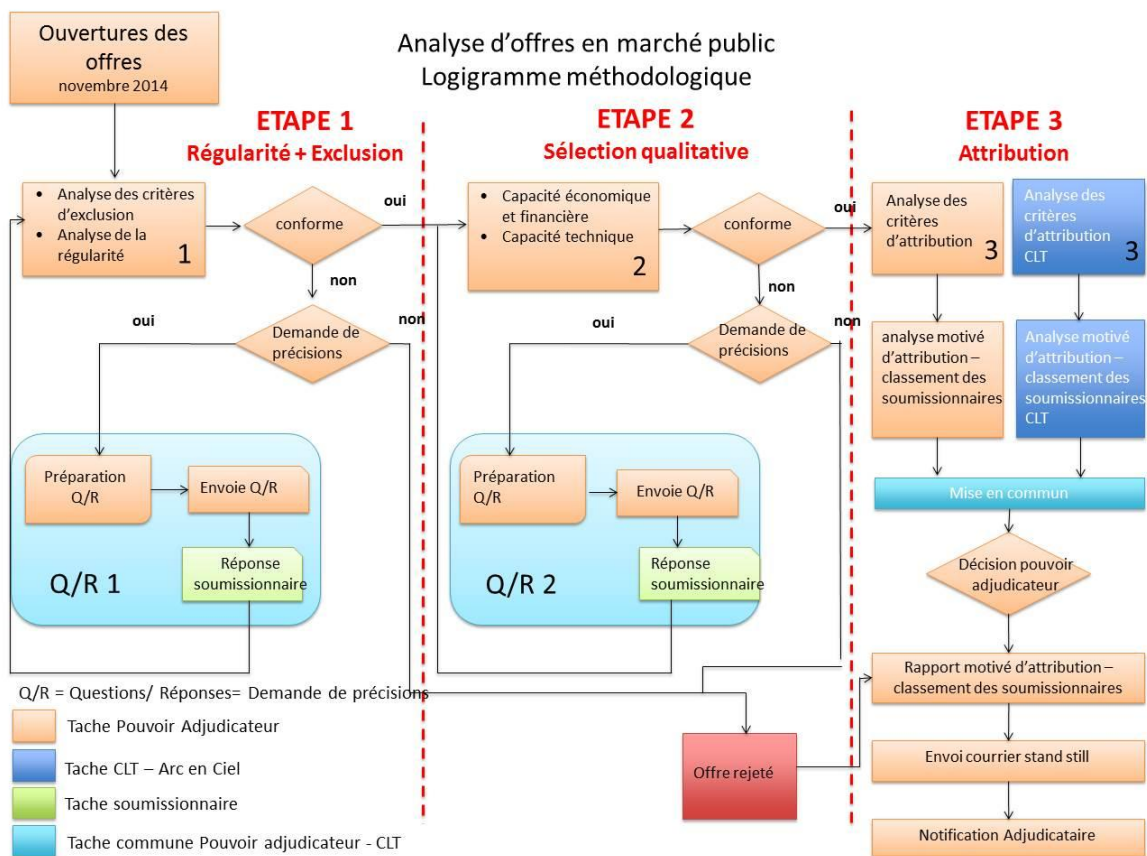 Ouvertures des
offres
novembre 2014
Analyse d'offres en marché public
Logigramme méthodologique
ETAPE 1
Régularité + Exclusion
ETAPE 2
Sélection qualitative
ETAPE 3
Attribution
• Analyse des critères
d'exclusion
• Analyse de la
régularité
1
conforme
oui
non
Demande de
précisions
oui
non
Préparation
Q/R
Envoie Q/R
Réponse
soumissionnaire
Q/R 1
• Capacité économique
et financière
• Capacité technique
2
conforme
oui
non
Demande de
précisions
oui
non
Préparation
Q/R
Envoie Q/R
Réponse
soumissionnaire
Q/R 2
Analyse des
critères
d'attribution
3
Analyse des
critères
d'attribution
CLT
3
analyse motivé
d'attribution –
classement des
soumissionnaires
Analyse motivé
d'attribution –
classement des
soumissionnaires
CLT
Mise en commun
Décision pouvoir
adjudicateur
Rapport motivé d'attribution –
classement des soumissionnaires
Envoi courrier stand still
Notification Adjudicataire
Offre rejeté
Q/R = Questions/ Réponses= Demande de précisions
Tache Pouvoir Adjudicateur
Tache CLT – Arc en Ciel
Tache soumissionnaire
Tache commune Pouvoir adjudicateur - CLT